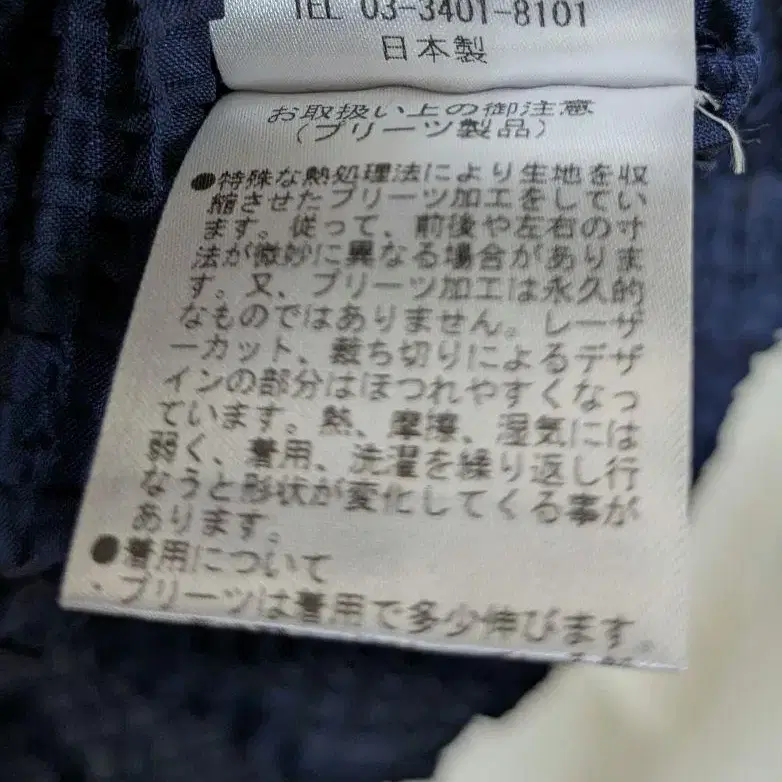 TEL 03-3401-8101
日本製
お取扱い上の御注意
(プリーツ製品)
●特殊な熱処理法により生地を収
縮させたプリーツ加工をしてい
ます。従って、前後や左右の寸
法が微妙に異なる場合がありま
す。又、プリーツ加工は永久的
なものではありません。レーザ
ーカット、裁ち切りによるデザ
インの部分はほつれやすくなっ
ています。熱、摩擦、湿気には
弱く、着用、洗濯を繰り返し行
なうと形状が変化してくる事が
あります。
●着用について
・プリーツは着用で多少伸びます。